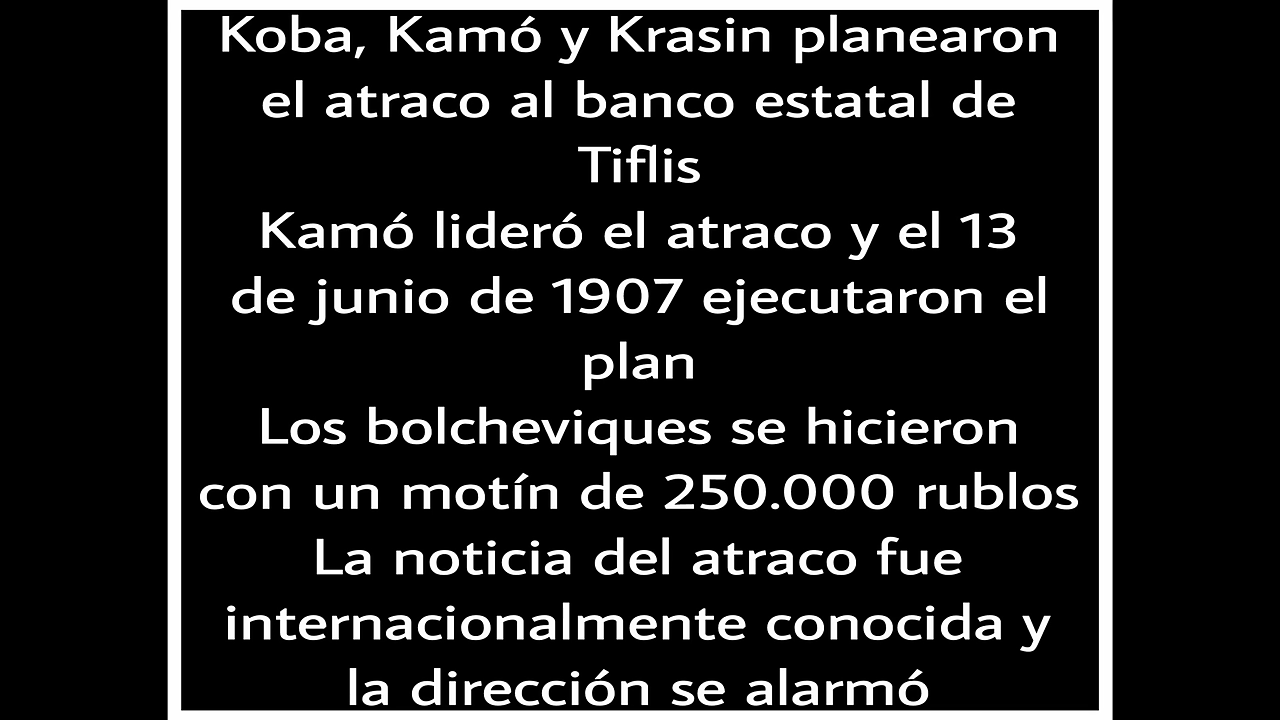 Koba, Kamó y Krasin planearon
el atraco al banco estatal de
Tiflis
Kamó lideró el atraco y el 13
de junio de 1907 ejecutaron el
plan
Los bolcheviques se hicieron
con un motín de 250.000 rublos
La noticia del atraco fue
internacionalmente conocida y
la dirección se alarmó